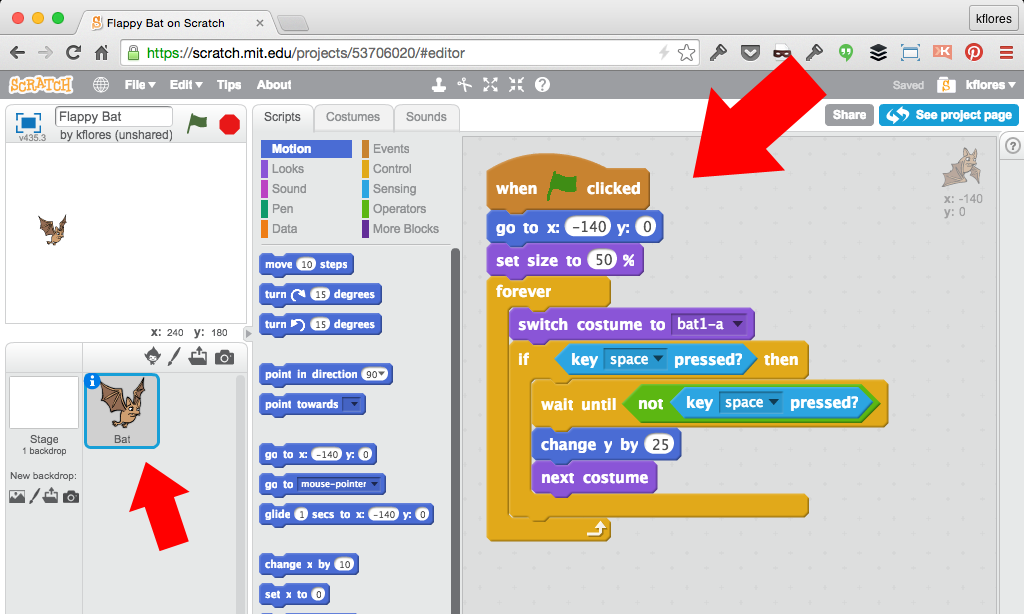 Flappy Bat on Scratch
kflores
https://scratch.mit.edu/projects/53706020/#editor
SCRATCH File Edit Tips About Saved kflores
Flappy Bat
by kflores (unshared)
v435.3
Scripts Costumes Sounds
Share See project page
Motion Events
Looks Control
Sound Sensing
Pen Operators
Data More Blocks
move 10 steps
turn 15 degrees
turn 15 degrees
point in direction 90
point towards
go to x: -140 y: 0
go to mouse-pointer
glide 1 secs to x: -140 y: 0
change x by 10
set x to 0
x: 240 y: 180
Stage
1 backdrop
New backdrop:
Bat
when clicked
go to x: -140 y: 0
set size to 50 %
forever
switch costume to bat1-a
if key space pressed? then
wait until not key space pressed?
change y by 25
next costume
x: -140
y: 0